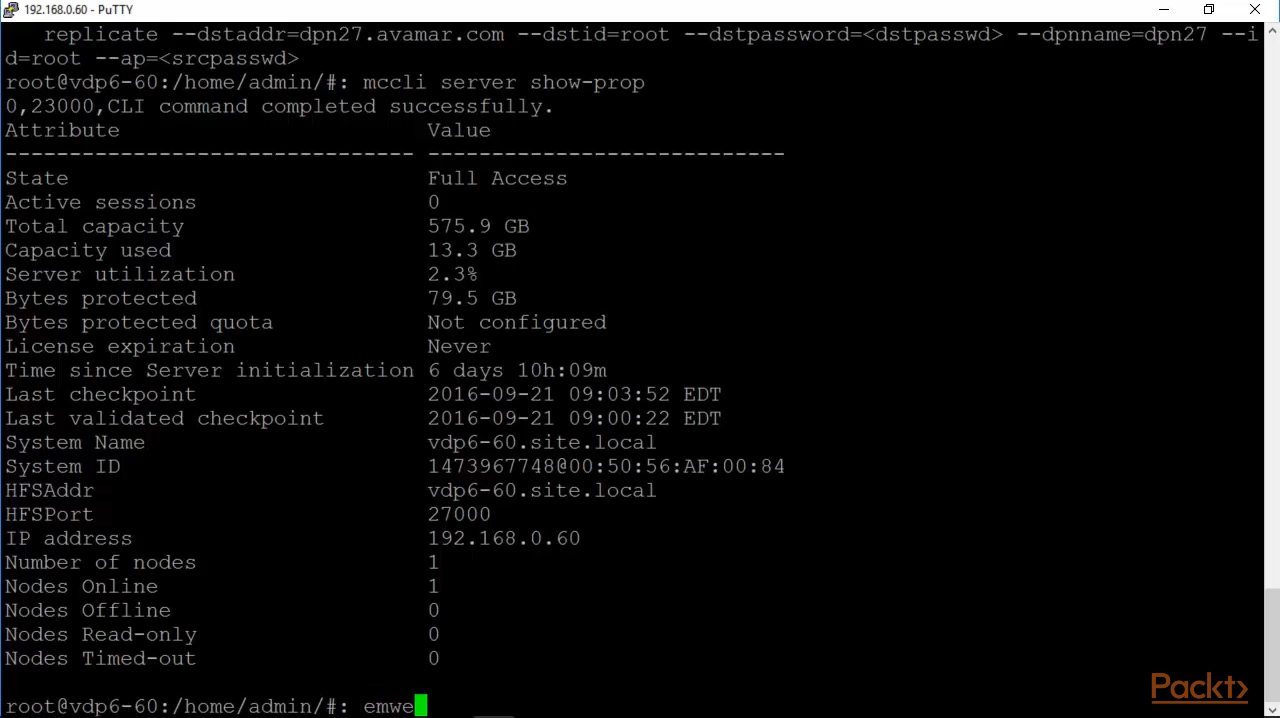 192.168.0.60 - PuTTY
replicate --dstaddr=dpn27.avamar.com --dstid=root --dstpassword=<dstpasswd> --dpnname=dpn27 --i
d=root --ap=<srcpasswd>
root@vdp6-60:/home/admin/#: mccli server show-prop
0,23000,CLI command completed successfully.
Attribute Value
-------------------------------- ----------------------------
State Full Access
Active sessions 0
Total capacity 575.9 GB
Capacity used 13.3 GB
Server utilization 2.3%
Bytes protected 79.5 GB
Bytes protected quota Not configured
License expiration Never
Time since Server initialization 6 days 10h:09m
Last checkpoint 2016-09-21 09:03:52 EDT
Last validated checkpoint 2016-09-21 09:00:22 EDT
System Name vdp6-60.site.local
System ID 1473967748@00:50:56:AF:00:84
HFSAddr vdp6-60.site.local
HFSPort 27000
IP address 192.168.0.60
Number of nodes 1
Nodes Online 1
Nodes Offline 0
Nodes Read-only 0
Nodes Timed-out 0
root@vdp6-60:/home/admin/#: emwe
Packt>